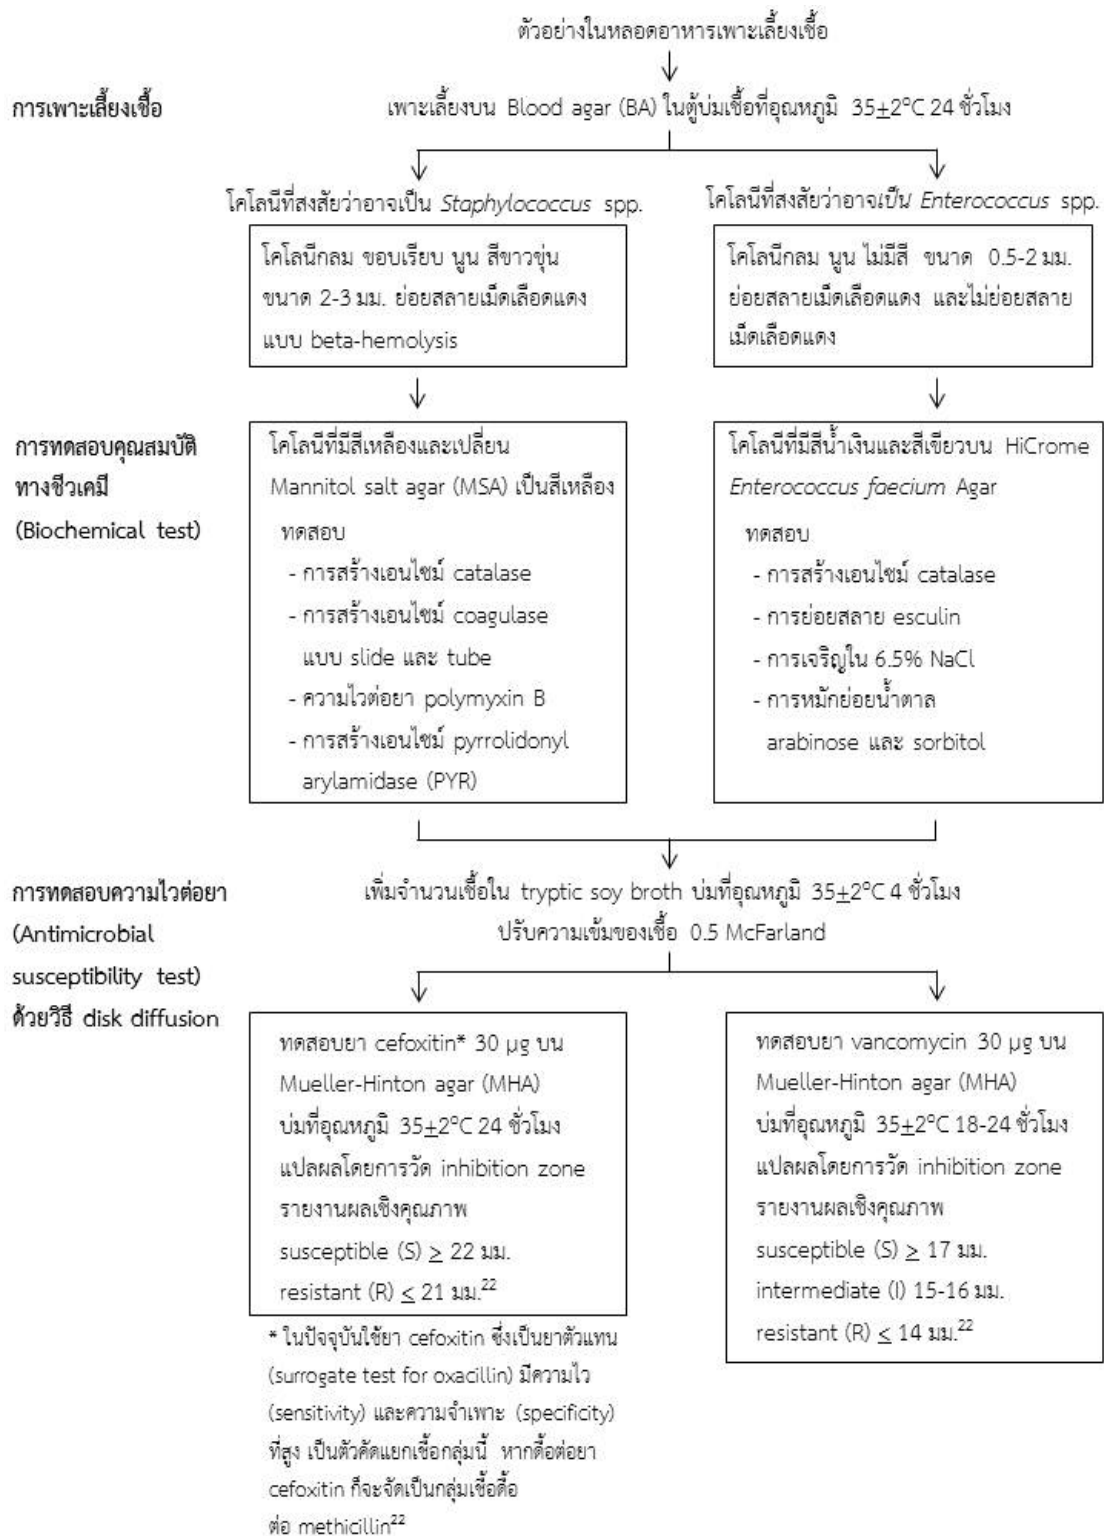 ตัวอย่างในหลอดอาหารเพาะเลี้ยงเชื้อ
การเพาะเลี้ยงเชื้อ
เพาะเลี้ยงบน Blood agar (BA) ในตู้บ่มเชื้อที่อุณหภูมิ 35±2°C 24 ชั่วโมง
โคโลนีที่สงสัยว่าอาจเป็น Staphylococcus spp.
โคโลนีกลม ขอบเรียบ นูน สีขาวขุ่น
ขนาด 2-3 มม. ย่อยสลายเม็ดเลือดแดง
แบบ beta-hemolysis
โคโลนีที่สงสัยว่าอาจเป็น Enterococcus spp.
โคโลนีกลม นูน ไม่มีสี ขนาด 0.5-2 มม.
ย่อยสลายเม็ดเลือดแดง และไม่ย่อยสลาย
เม็ดเลือดแดง
การทดสอบคุณสมบัติ
ทางชีวเคมี
(Biochemical test)
โคโลนีที่มีสีเหลืองและเปลี่ยน
Mannitol salt agar (MSA) เป็นสีเหลือง
ทดสอบ
- การสร้างเอนไซม์ catalase
- การสร้างเอนไซม์ coagulase
แบบ slide และ tube
- ความไวต่อยา polymyxin B
- การสร้างเอนไซม์ pyrrolidonyl
arylamidase (PYR)
โคโลนีที่มีสีน้ำเงินและสีเขียวบน HiCrome
Enterococcus faecium Agar
ทดสอบ
- การสร้างเอนไซม์ catalase
- การย่อยสลาย esculin
- การเจริญใน 6.5% NaCl
- การหมักย่อยน้ำตาล
arabinose และ sorbitol
การทดสอบความไวต่อยา
(Antimicrobial
susceptibility test)
ด้วยวิธี disk diffusion
เพิ่มจำนวนเชื้อใน tryptic soy broth บ่มที่อุณหภูมิ 35±2°C 4 ชั่วโมง
ปรับความเข้มของเชื้อ 0.5 McFarland
ทดสอบยา cefoxitin* 30 µg บน
Mueller-Hinton agar (MHA)
บ่มที่อุณหภูมิ 35±2°C 24 ชั่วโมง
แปลผลโดยการวัด inhibition zone
รายงานผลเชิงคุณภาพ
susceptible (S) ≥ 22 มม.
resistant (R) ≤ 21 มม.²²
ทดสอบยา vancomycin 30 µg บน
Mueller-Hinton agar (MHA)
บ่มที่อุณหภูมิ 35±2°C 18-24 ชั่วโมง
แปลผลโดยการวัด inhibition zone
รายงานผลเชิงคุณภาพ
susceptible (S) ≥ 17 มม.
intermediate (I) 15-16 มม.
resistant (R) ≤ 14 มม.²²
* ในปัจจุบันใช้ยา cefoxitin ซึ่งเป็นยาตัวแทน
(surrogate test for oxacillin) มีความไว
(sensitivity) และความจำเพาะ (specificity)
ที่สูง เป็นตัวคัดแยกเชื้อกลุ่มนี้ หากดื้อต่อยา
cefoxitin ก็จะจัดเป็นกลุ่มเชื้อดื้อ
ต่อ methicillin²²